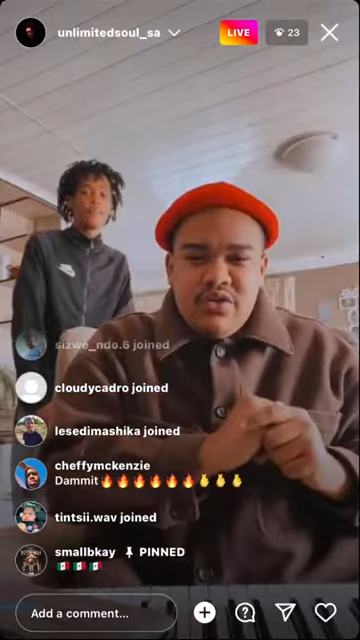 unlimitedsoul_sa
LIVE
23
sizwe_ndo.6 joined
cloudycadro joined
lesedimashika joined
cheffymckenzie
Dammit🔥🔥🔥🔥🔥🔥🍍🍍🍍
tintsii.wav joined
smallbkay 📌 PINNED
🇲🇽🇲🇽🇲🇽
Add a comment...